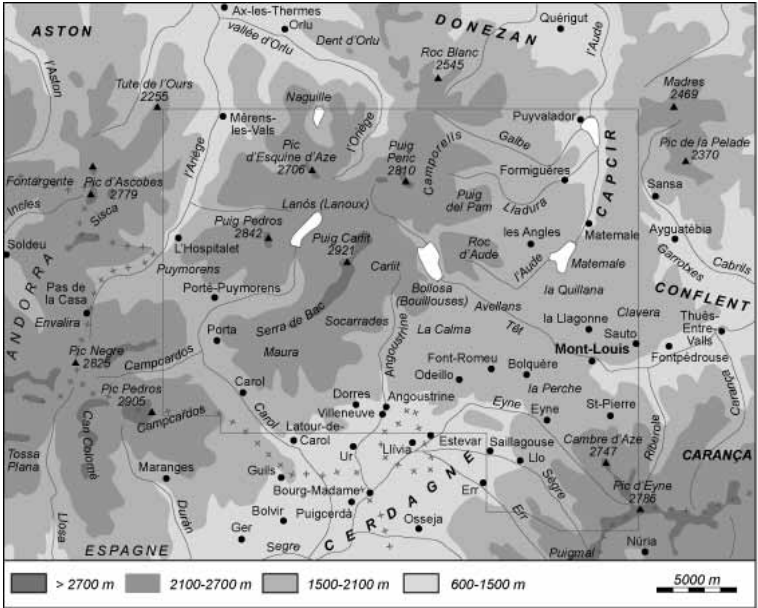 Ax-les-Thermes
Orlu
vallée d'Orlu
Dent d'Orlu
DONEZAN
Quérigut
l'Aude
ASTON
l'Aston
Roc Blanc
2545
Tute de l'Ours
2255
Madres
2469
Naguille
Mérens-
les-Vals
l'Oriège
l'Ariège
Puyvalador
Galbe
Camporells
CAPCIR
Pic de la Pelade
2370
Pic
d'Esquine d'Aze
2706
Puig
Peric
2810
Formiguères
Fontargente
Pic d'Ascobes
2779
Incles
Sisca
Lanós (Lanoux)
Puig
del Pam
Lladura
Sansa
Soldeu
L'Hospitalet
Puig Pedros
2842
Puig Carlit
2921
Carlit
Roc
d'Aude
les Angles
Matemale
Ayguatébia
Garrotxes
Cabrils
ANDORRA
Puymorens
l'Aude
Matemale
Pas de
la Casa
Porté-Puymorens
Bollosa
(Bouillouses)
la Quillana
CONFLENT
Envalira
Serra de Bac
Socarrades
Avellans
Têt
Clavera
Porta
La Calma
la Llagonne
Sauto
Thuès-
Entre-
Valls
Maura
Angoustrine
Pic Negre
2825
Campcardos
Font-Romeu
Odeillo
Bolquère
Mont-Louis
Fontpédrouse
Pic Pedros
2905
Carol
la Perche
Carança
Campcardos
Carol
Dorres
Villeneuve
Angoustrine
Eyne
Eyne
St-Pierre
Riberole
Can Colomé
Latour-de-
Carol
Estevar
Saillagouse
Cambre d'Aze
2747
CARANÇA
Tossa
Plana
Maranges
Ur
Llívia
Llo
Guils
Err
Sègre
Pic d'Eyne
2786
Bourg-Madame
CERDAGNE
Llosa
Duràn
Bolvir
Puigcerdà
Osseja
Err
Ger
Segre
Puigmal
Núria
ESPAGNE
> 2700 m
2100-2700 m
1500-2100 m
600-1500 m
5000 m